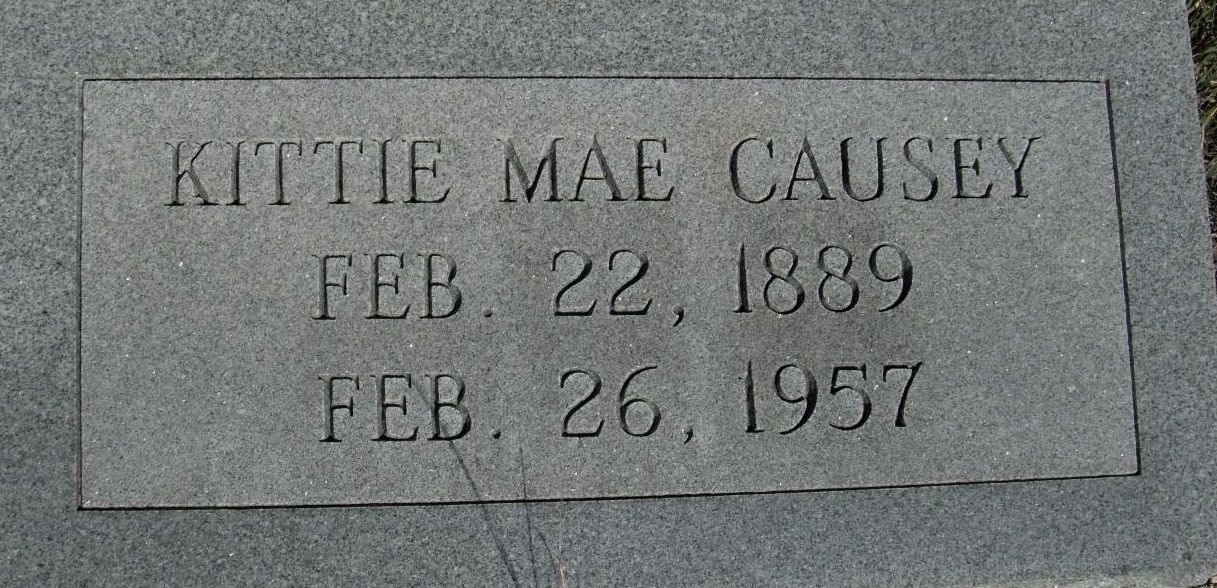 KITTIE MAE CAUSEY
FEB. 22, 1889
FEB. 26, 1957